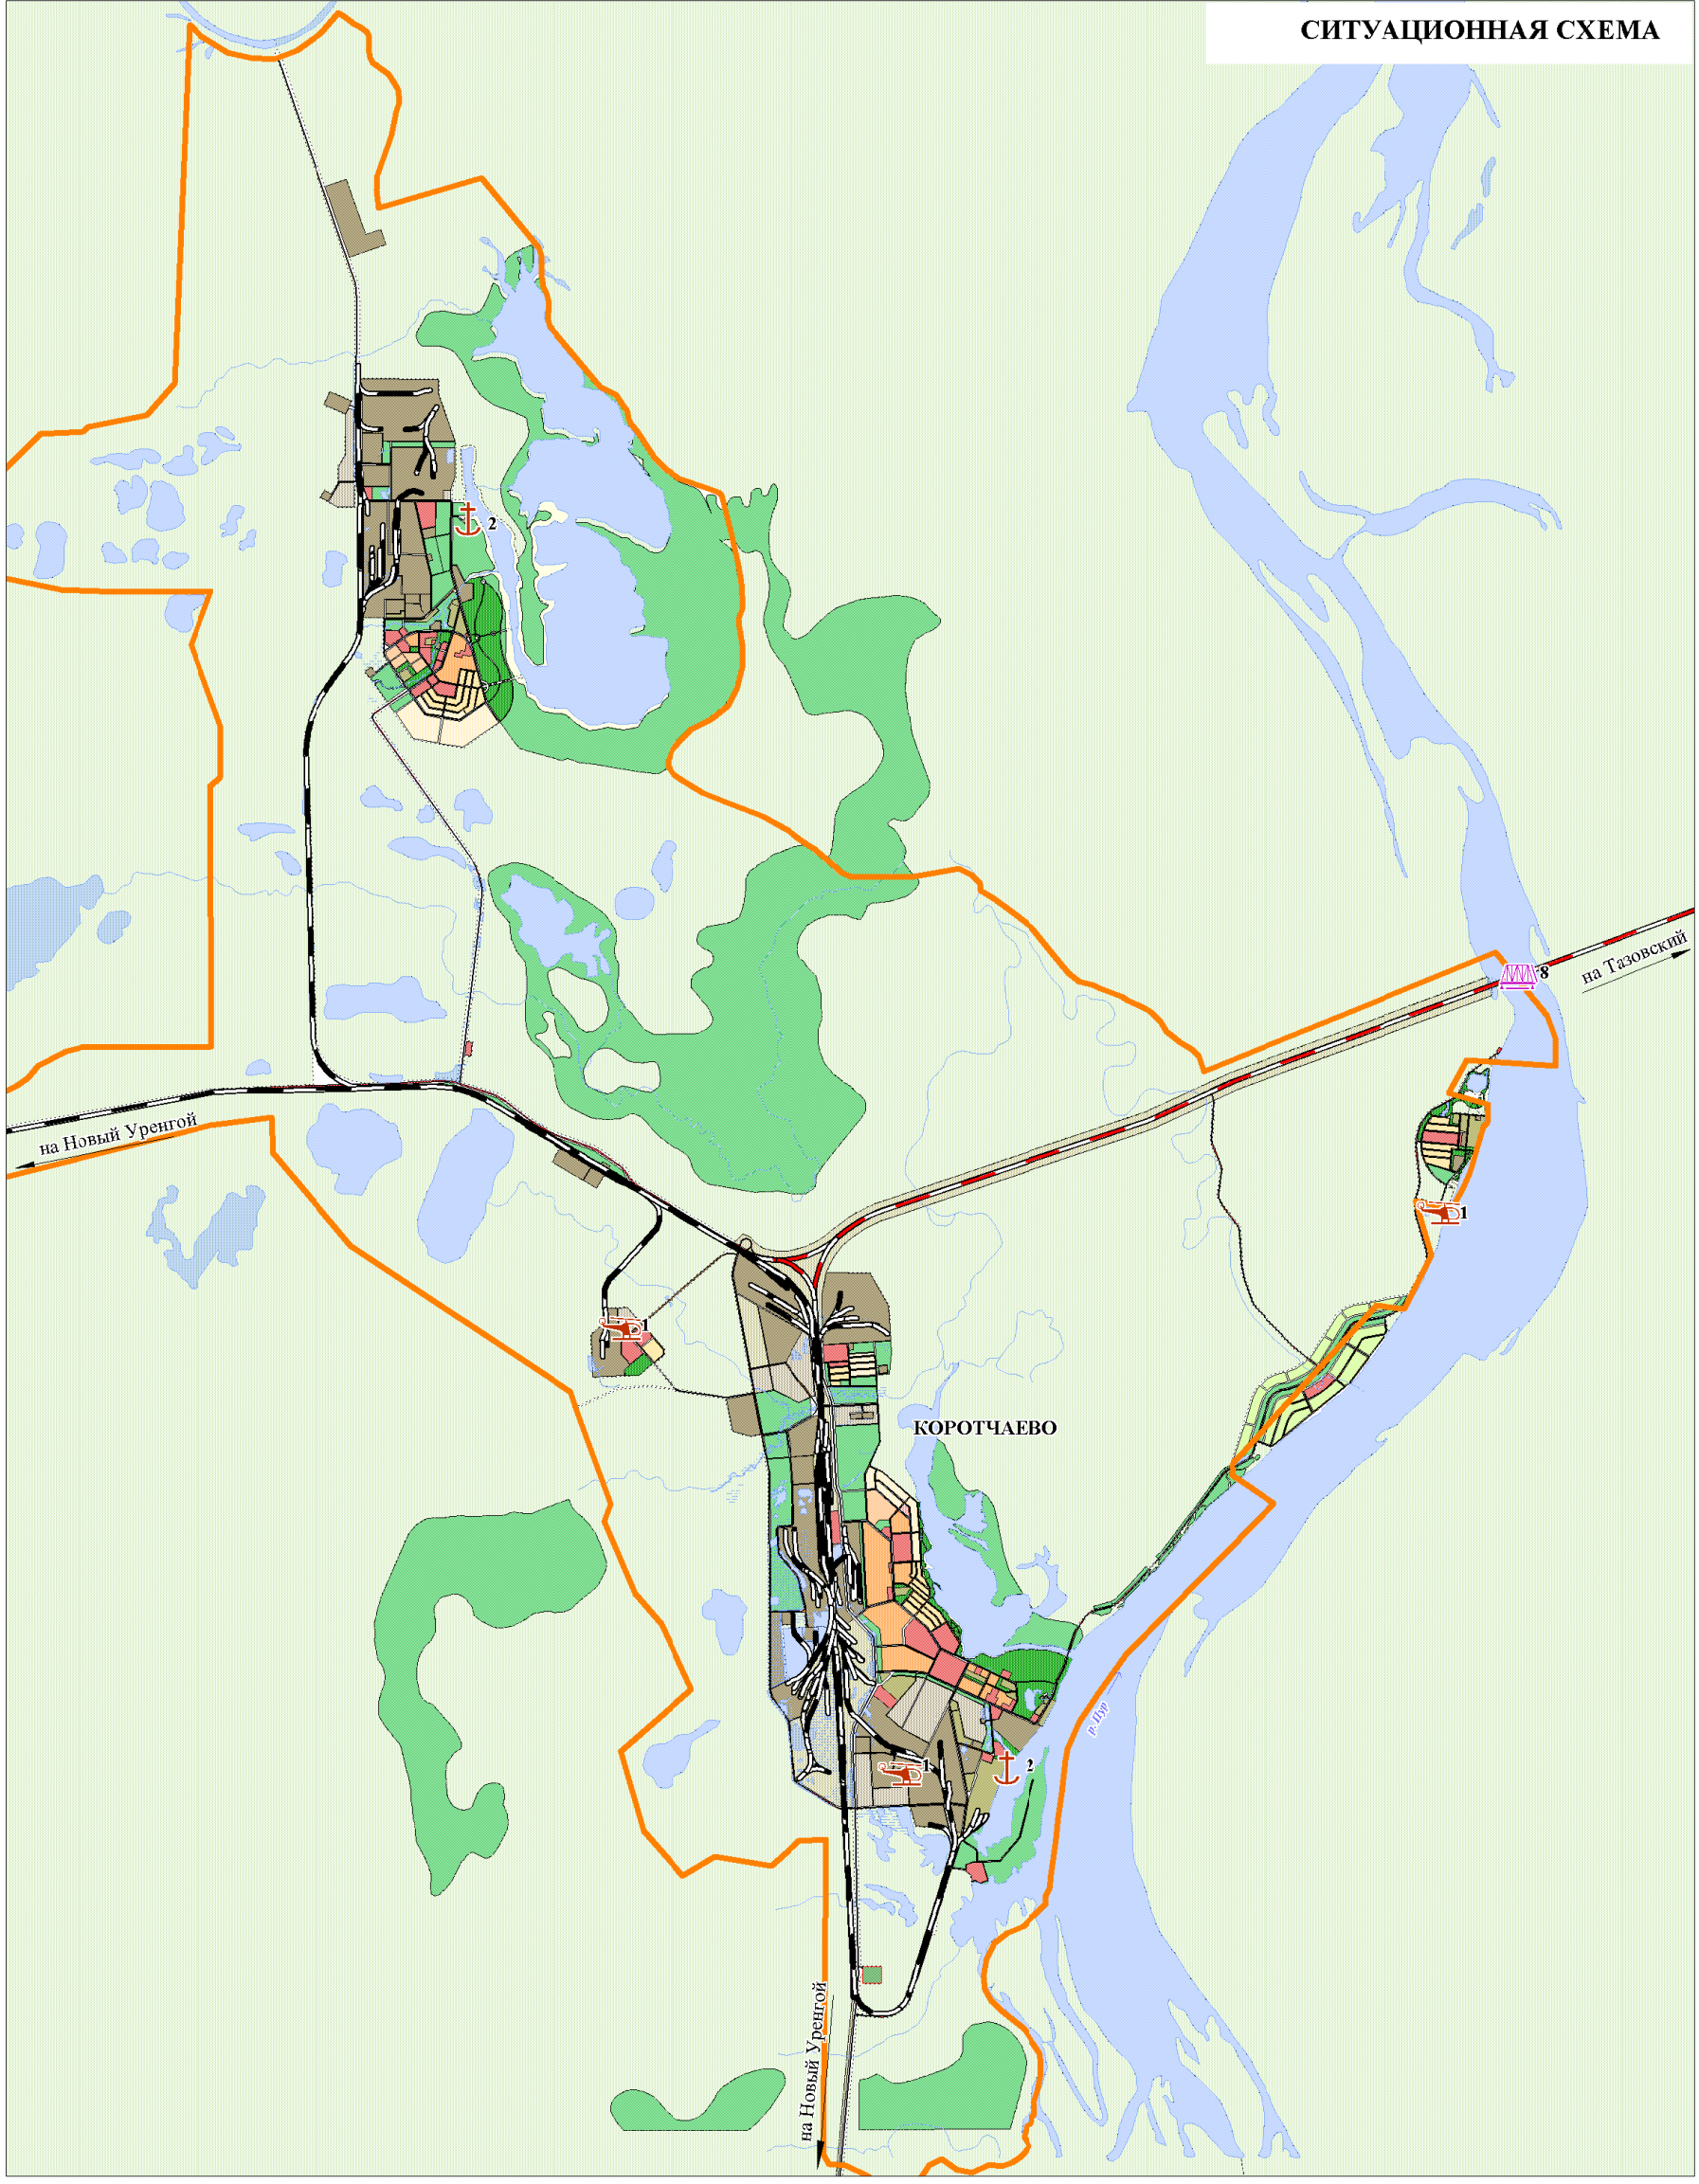 СИТУАЦИОННАЯ СХЕМА
2
8
на Тазовский
на Новый Уренгой
1
1
КОРОТЧАЕВО
р. Пур
1
2
на Новый Уренгой